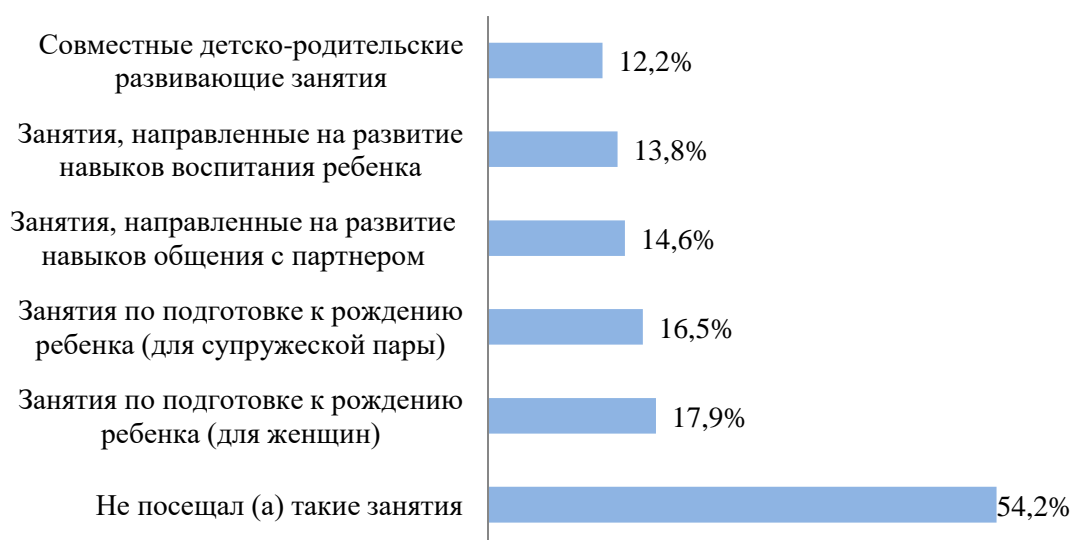 Совместные детско-родительские
развивающие занятия
12,2%
Занятия, направленные на развитие
навыков воспитания ребенка
13,8%
Занятия, направленные на развитие
навыков общения с партнером
14,6%
Занятия по подготовке к рождению
ребенка (для супружеской пары)
16,5%
Занятия по подготовке к рождению
ребенка (для женщин)
17,9%
Не посещал (а) такие занятия
54,2%